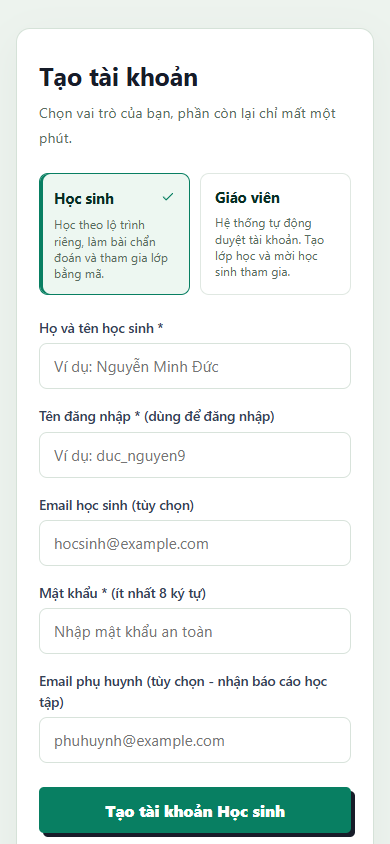 Tạo tài khoản
Chọn vai trò của bạn, phần còn lại chỉ mất một
phút.
Học sinh
Học theo lộ trình
riêng, làm bài chẩn
đoán và tham gia lớp
bằng mã.
Giáo viên
Hệ thống tự động
duyệt tài khoản. Tạo
lớp học và mời học
sinh tham gia.
Họ và tên học sinh *
Ví dụ: Nguyễn Minh Đức
Tên đăng nhập * (dùng để đăng nhập)
Ví dụ: duc_nguyen9
Email học sinh (tùy chọn)
hocsinh@example.com
Mật khẩu * (ít nhất 8 ký tự)
Nhập mật khẩu an toàn
Email phụ huynh (tùy chọn - nhận báo cáo học
tập)
phuhuynh@example.com
Tạo tài khoản Học sinh